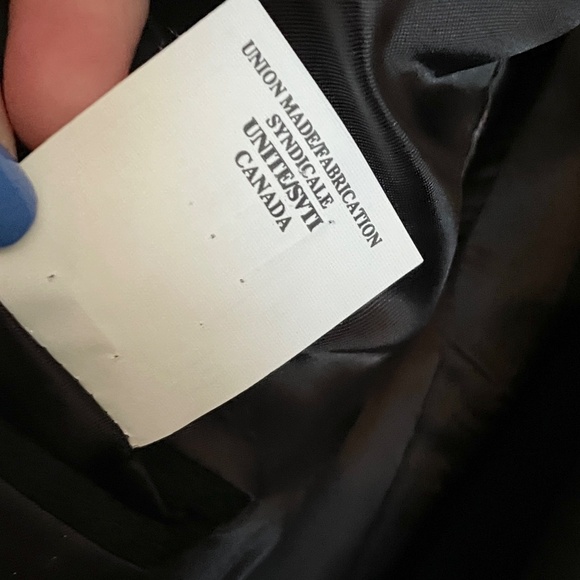 UNION MADE/FABRICATION
SYNDICALE
UNITE/SVTI
CANADA